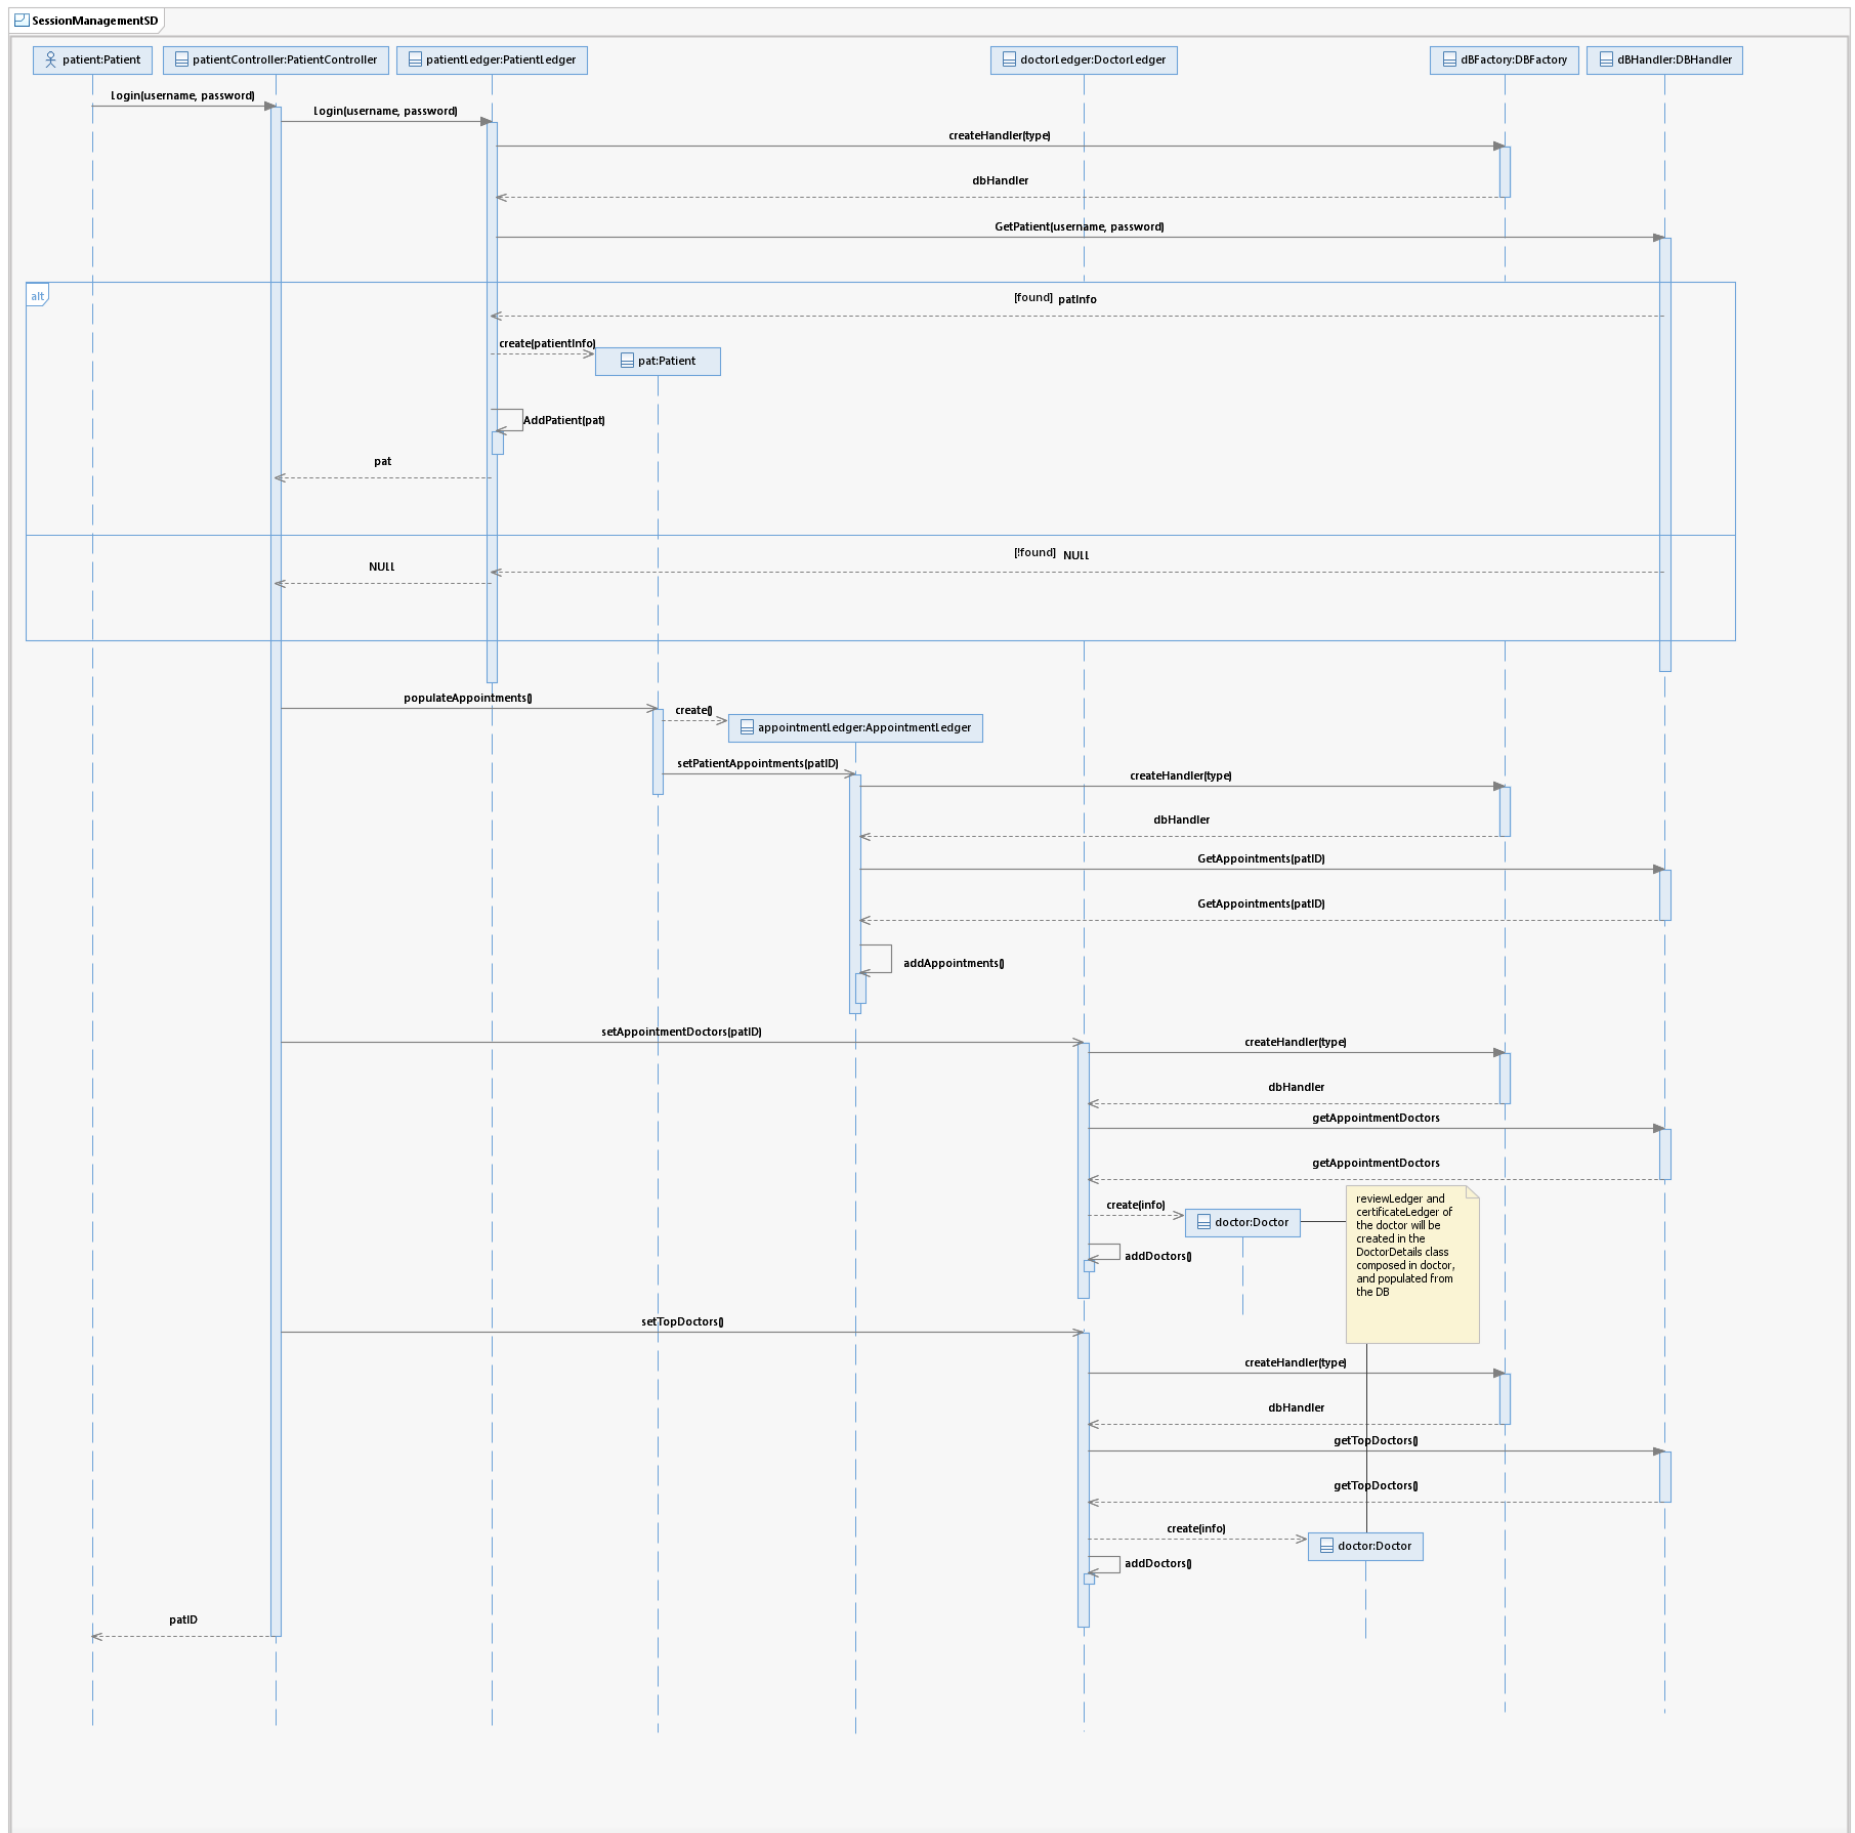 SessionManagementSD
patient:Patient
patientController:PatientController
patientLedger:PatientLedger
doctorLedger:DoctorLedger
dBFactory:DBFactory
dBHandler:DBHandler
Login(username, password)
Login(username, password)
createHandler(type)
dbHandler
GetPatient(username, password)
alt
[found] patInfo
create(patientInfo)
pat:Patient
AddPatient(pat)
pat
[!found] NULL
NULL
populateAppointments()
create()
appointmentLedger:AppointmentLedger
setPatientAppointments(patID)
createHandler(type)
dbHandler
GetAppointments(patID)
GetAppointments(patID)
addAppointments()
setAppointmentDoctors(patID)
createHandler(type)
dbHandler
getAppointmentDoctors
getAppointmentDoctors
create(info)
doctor:Doctor
reviewLedger and
certificateLedger of
the doctor will be
created in the
DoctorDetails class
composed in doctor,
and populated from
the DB
addDoctors()
setTopDoctors()
createHandler(type)
dbHandler
getTopDoctors()
getTopDoctors()
create(info)
doctor:Doctor
addDoctors()
patID